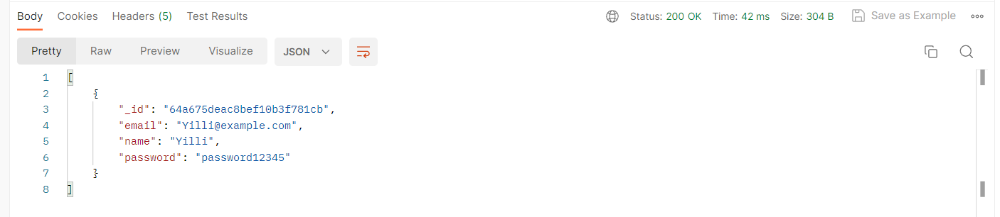 Body Cookies Headers (5) Test Results Status: 200 OK Time: 42 ms Size: 304 B Save as Example
Pretty Raw Preview Visualize JSON
1 [
2 {
3 "_id": "64a675deac8bef10b3f781cb",
4 "email": "Yilli@example.com",
5 "name": "Yilli",
6 "password": "password12345"
7 }
8 ]